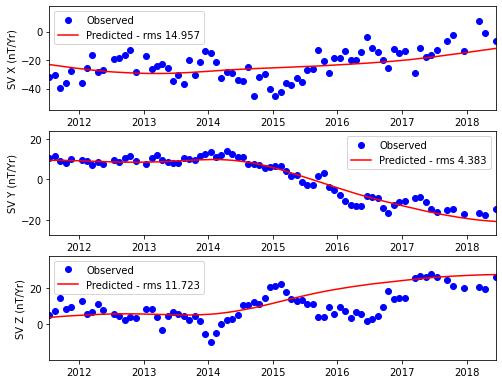 SV X (nT/Yr)
0
−20
−40
Observed
Predicted - rms 14.957
2012 2013 2014 2015 2016 2017 2018
SV Y (nT/Yr)
20
0
−20
Observed
Predicted - rms 4.383
2012 2013 2014 2015 2016 2017 2018
SV Z (nT/Yr)
20
0
Observed
Predicted - rms 11.723
2012 2013 2014 2015 2016 2017 2018